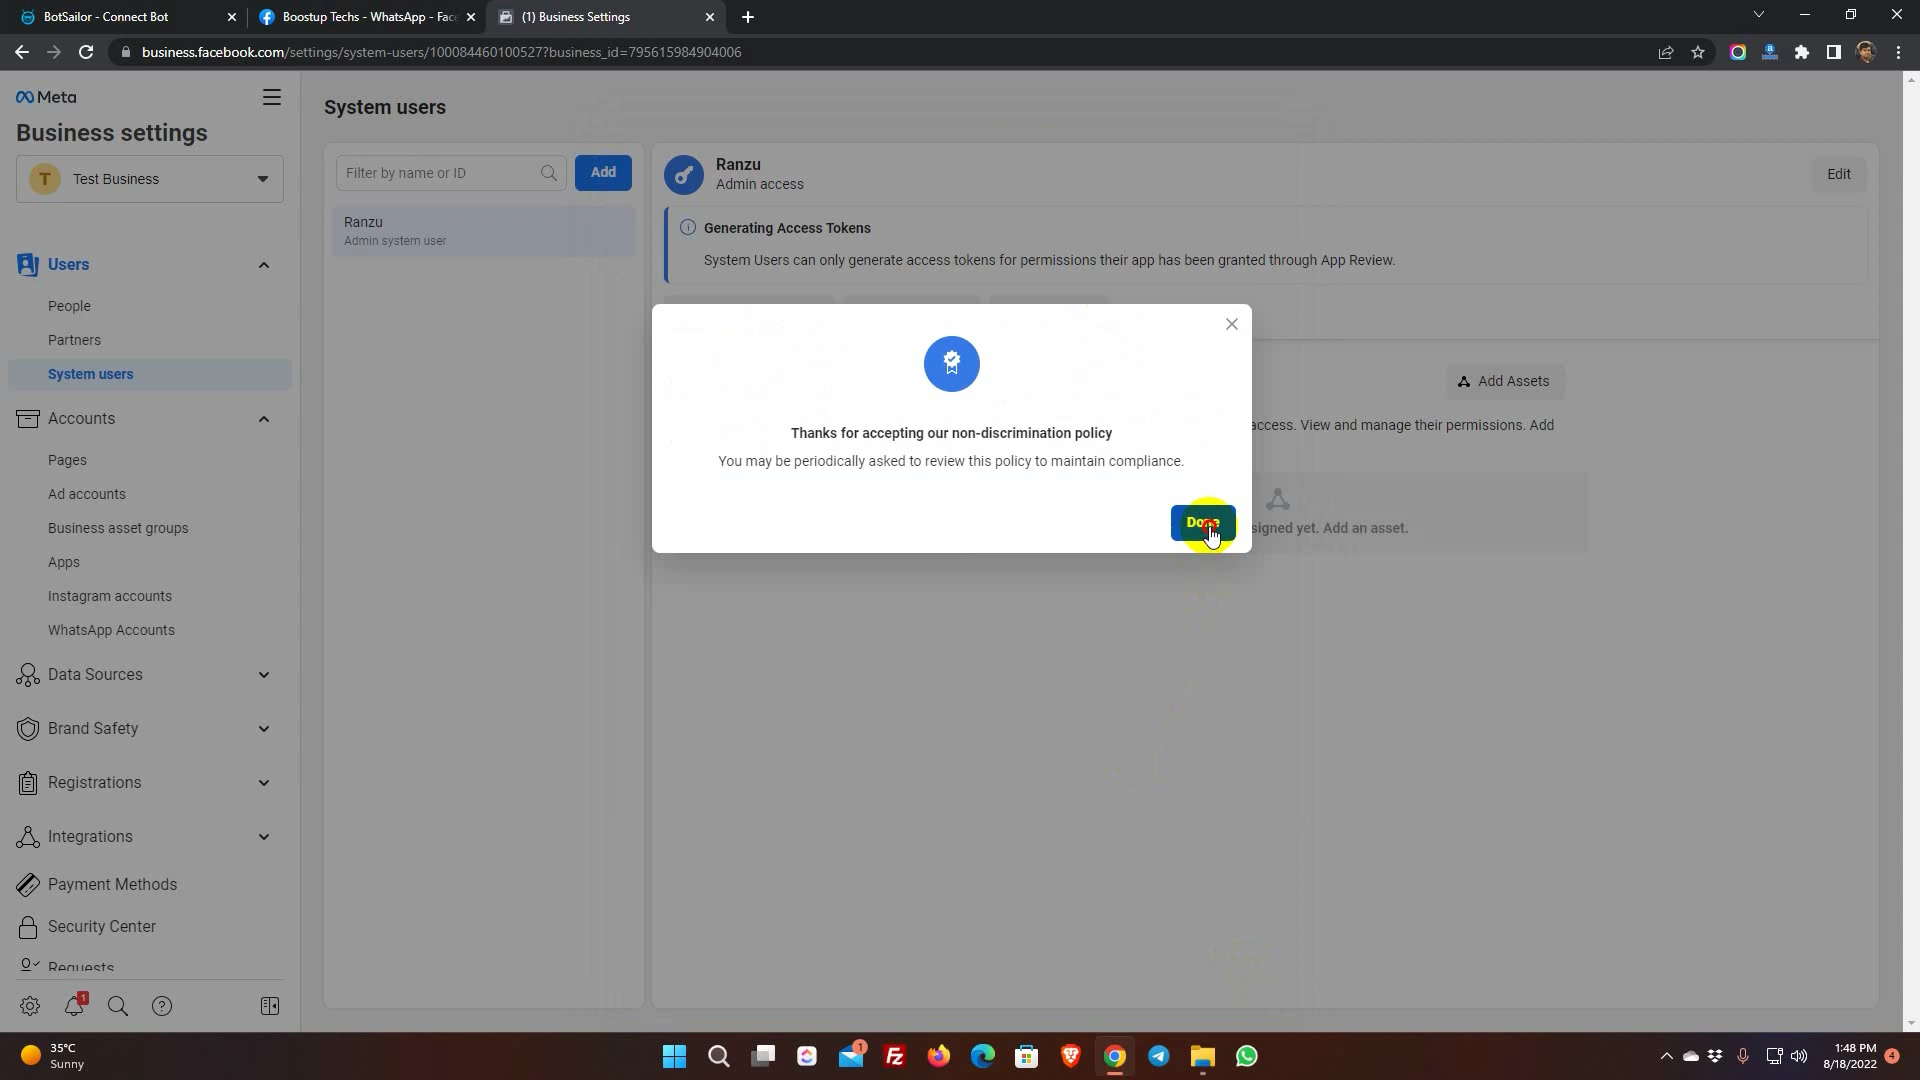 BotSailor - Connect Bot
Boostup Techs - WhatsApp - Face
(1) Business Settings
business.facebook.com/settings/system-users/100084460100527?business_id=795615984904006
Meta
Business settings
T Test Business
Users
People
Partners
System users
Accounts
Pages
Ad accounts
Business asset groups
Apps
Instagram accounts
WhatsApp Accounts
Data Sources
Brand Safety
Registrations
Integrations
Payment Methods
Security Center
Requests
1
System users
Filter by name or ID
Add
Ranzu
Admin system user
Ranzu
Admin access
Edit
Generating Access Tokens
System Users can only generate access tokens for permissions their app has been granted through App Review.
Add Assets
access. View and manage their permissions. Add
signed yet. Add an asset.
Thanks for accepting our non-discrimination policy
You may be periodically asked to review this policy to maintain compliance.
Done
35°C
Sunny
1
1:48 PM
8/18/2022
4